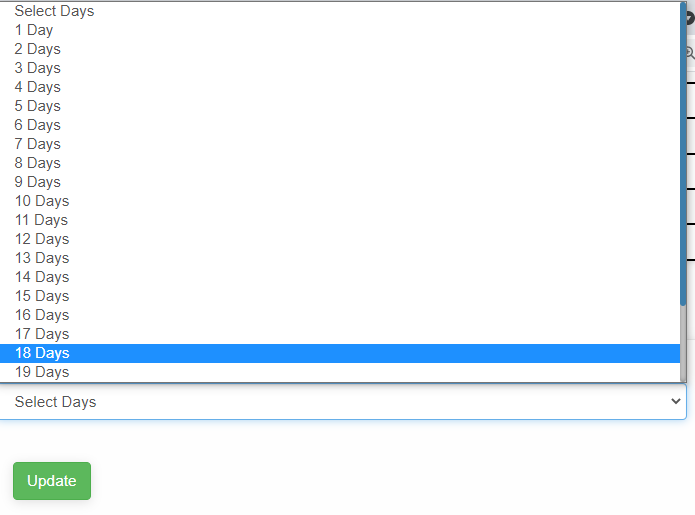 Select Days
1 Day
2 Days
3 Days
4 Days
5 Days
6 Days
7 Days
8 Days
9 Days
10 Days
11 Days
12 Days
13 Days
14 Days
15 Days
16 Days
17 Days
18 Days
19 Days
Select Days
Update